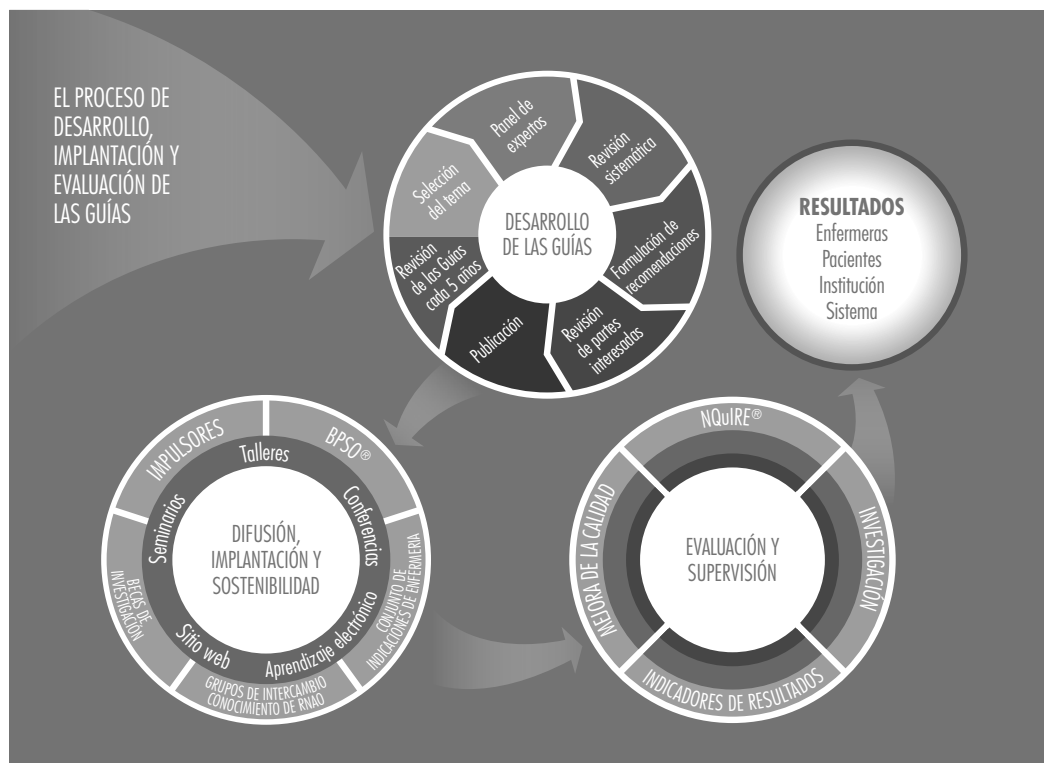 EL PROCESO DE
DESARROLLO,
IMPLANTACIÓN Y
EVALUACIÓN DE
LAS GUÍAS
Selección
del tema
Panel de
expertos
Revisión
sistemática
Formulación de
recomendaciones
Revisión
de partes
interesadas
Publicación
Revisión
de las Guías
cada 5 años
DESARROLLO
DE LAS GUÍAS
RESULTADOS
Enfermeras
Pacientes
Institución
Sistema
IMPULSORES
BPSO®
CONJUNTO DE
INDICACIONES DE ENFERMERIA
GRUPOS DE INTERCAMBIO
CONOCIMIENTO DE RNAO
BECAS DE
INVESTIGACIÓN
Talleres
Conferencias
Aprendizaje electrónico
Sitio web
Seminarios
DIFUSIÓN,
IMPLANTACIÓN Y
SOSTENIBILIDAD
NQuIRE®
INVESTIGACIÓN
INDICADORES DE RESULTADOS
MEJORA DE LA CALIDAD
EVALUACIÓN Y
SUPERVISIÓN